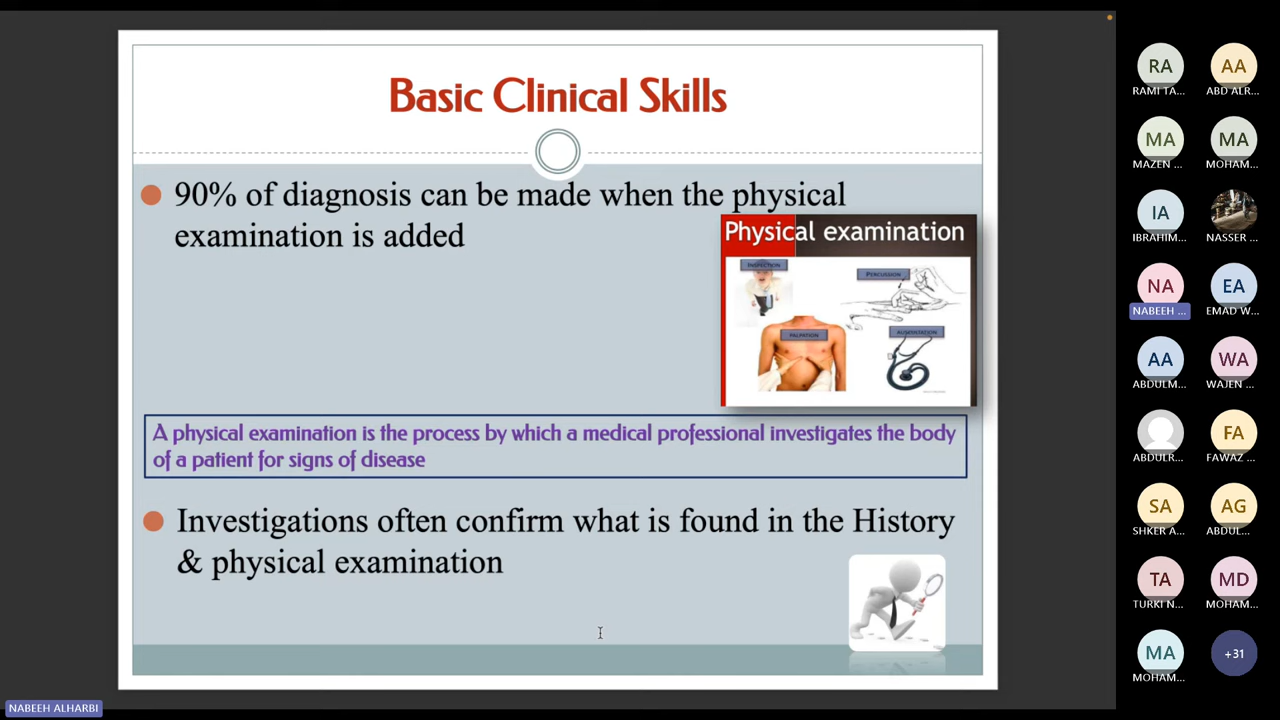 Basic Clinical Skills
90% of diagnosis can be made when the physical
examination is added
Physical examination
INSPECTION
PERCUSSION
PALPATION
AUSCULTATION
A physical examination is the process by which a medical professional investigates the body
of a patient for signs of disease
Investigations often confirm what is found in the History
& physical examination
NABEEH ALHARBI
RA
RAMI TA...
AA
ABD ALR...
MA
MAZEN ...
MA
MOHAM...
IA
IBRAHIM...
NASSER ...
NA
NABEEH ...
EA
EMAD W...
AA
ABDULM...
WA
WAJEN ...
ABDULR...
FA
FAWAZ ...
SA
SHKER A...
AG
ABDUL...
TA
TURKI N...
MD
MOHAM...
MA
MOHAM...
+31